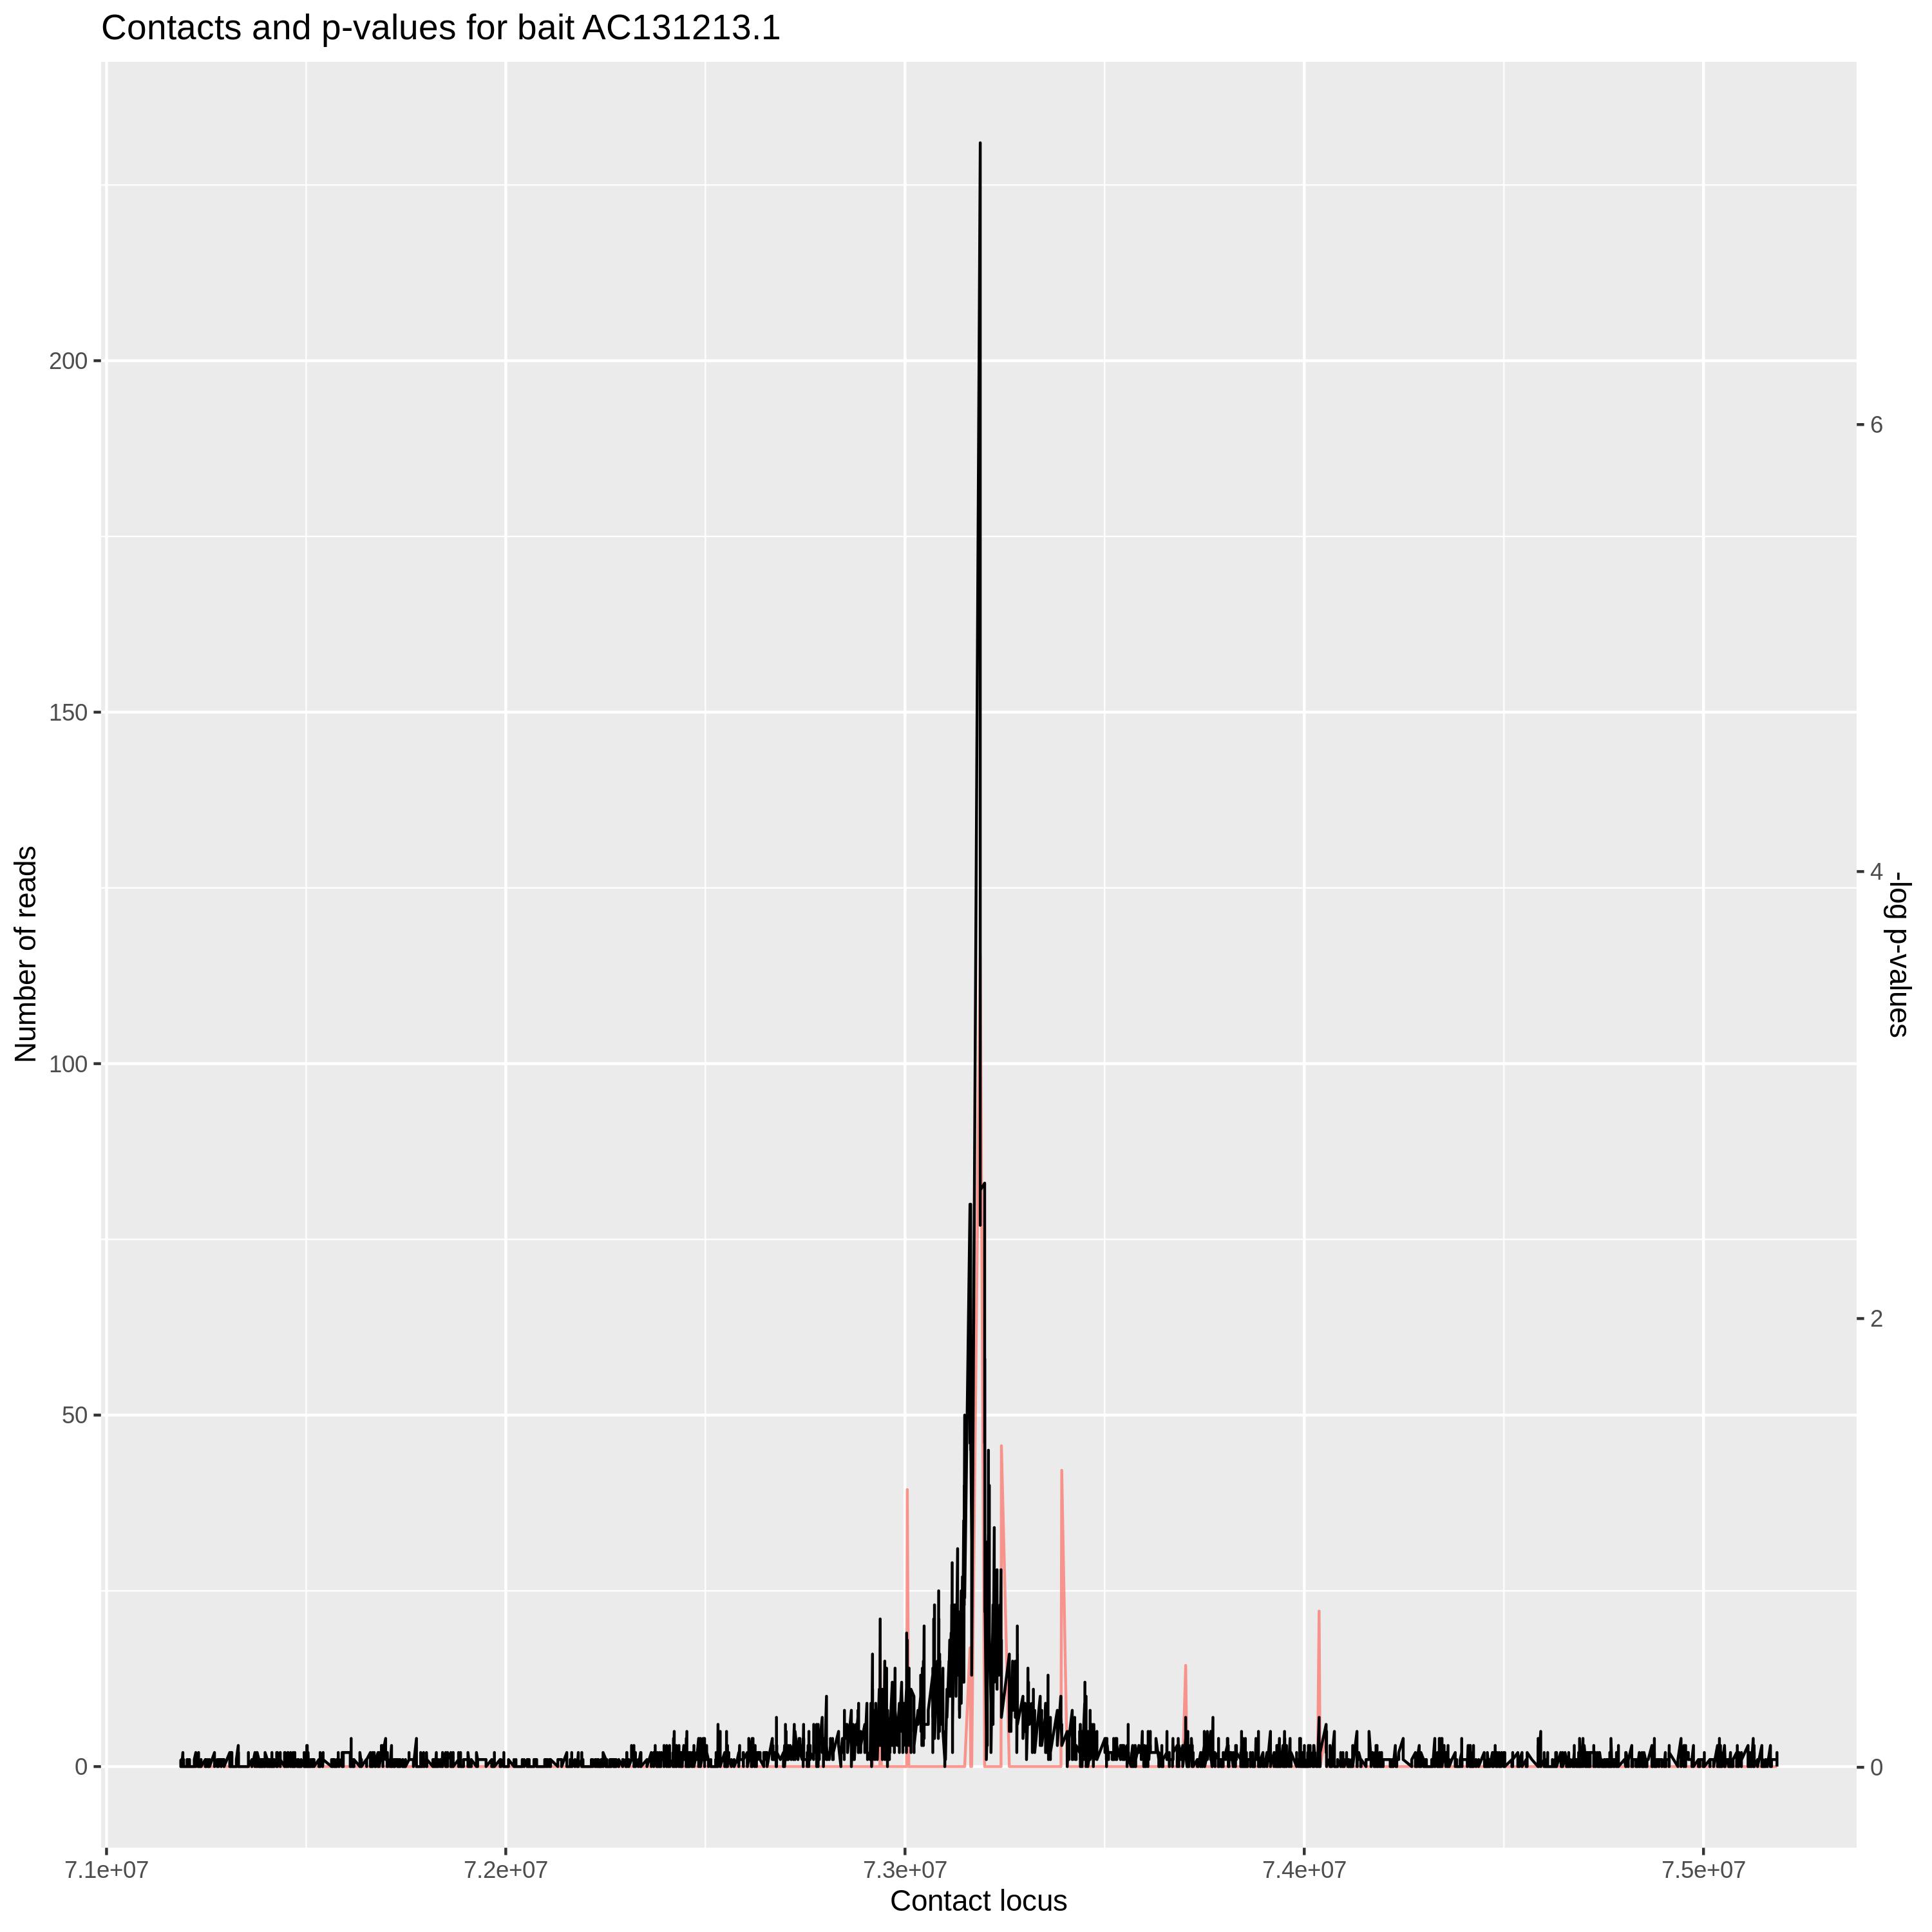 Contacts and p-values for bait AC131213.1
200
150
100
50
0
Number of reads
6
4
2
0
-log p-values
7.1e+07 7.2e+07 7.3e+07 7.4e+07 7.5e+07
Contact locus